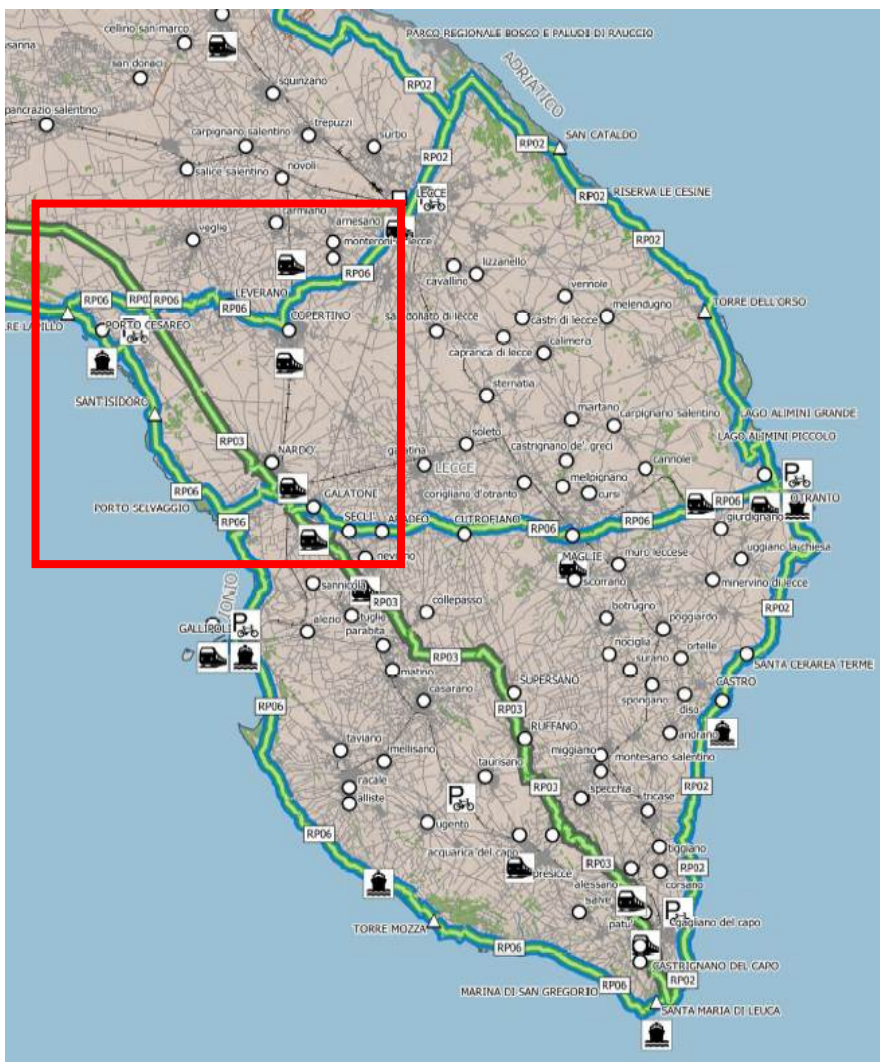 cellino san marco
PARCO REGIONALE BOSCO E PALUDI DI RAUCCIO
san donaci
RP02
squinzano
ADRIATICO
pancrazio salentino
carpignano salentino
trepuzzi
surbo
RP02
SAN CATALDO
RP02
salice salentino
novoli
LECCE
RP02
RISERVA LE CESINE
carmiano
arnesano
veglie
monteroni di lecce
RP02
lizzanello
RP06
cavallino
vernole
LEVERANO
RP06
RP06
RP06
melendugno
TORRE DELL'ORSO
PORTO CESAREO
COPERTINO
castri di lecce
caprarica di lecce
calimera
sternatia
SANT'ISIDORO
martano
carpignano salentino
LAGO ALIMINI GRANDE
RP03
soleto
LAGO ALIMINI PICCOLO
NARDO'
galatina
LECCE
castrignano de' greci
cannole
P
RP06
corigliano d'otranto
melpignano
cursi
RP06
OTRANTO
PORTO SELVAGGIO
GALATONE
giurdignano
RP06
SECLI'
CUTROFIANO
RP06
RP06
MAGLIE
muro leccese
uggiano la chiesa
IONIO
sannicola
scorrano
minervino di lecce
collepasso
RP03
botrugno
RP02
P
alezio
tuglie
poggiardo
GALLIPOLI
parabita
nociglia
ortelle
RP03
surano
SANTA CERAREA TERME
matino
SUPERSANO
spongano
CASTRO
casarano
diso
RP06
RP03
andrano
taviano
RUFFANO
mellisano
miggiano
montesano salentino
taurisano
racale
P
RP03
specchia
RP02
alliste
tricase
RP06
ugento
tiggiano
acquarica del capo
RP03
RP02
presicce
alessano
corsano
salve
P
gagliano del capo
TORRE MOZZA
patu'
RP06
CASTRIGNANO DEL CAPO
RP02
MARINA DI SAN GREGORIO
RP06
SANTA MARIA DI LEUCA